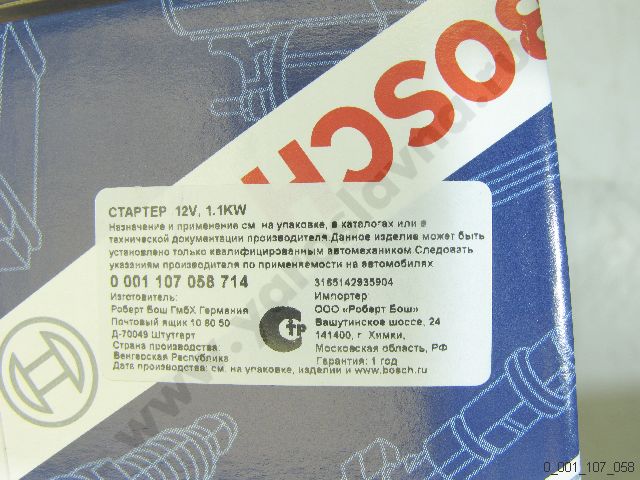 BOSCH
СТАРТЕР 12V, 1.1KW
Назначение и применение см. на упаковке, в каталогах или в
технической документации производителя.Данное изделие может быть
установлено только квалифицированным автомехаником.Следовать
указаниям производителя по применяемости на автомобилях
0 001 107 058 714
3165142935904
Изготовитель:
Импортер:
Роберт Бош ГмбХ Германия
ООО «Роберт Бош»
Почтовый ящик 10 60 50
Вашутинское шоссе, 24
Д-70049 Штутгарт
141400, г. Химки,
Страна производства:
Московская область, РФ
Венгерская Республика
Гарантия: 1 год
Дата производства: см. на упаковке, изделии и www.bosch.ru
0_001_107_058